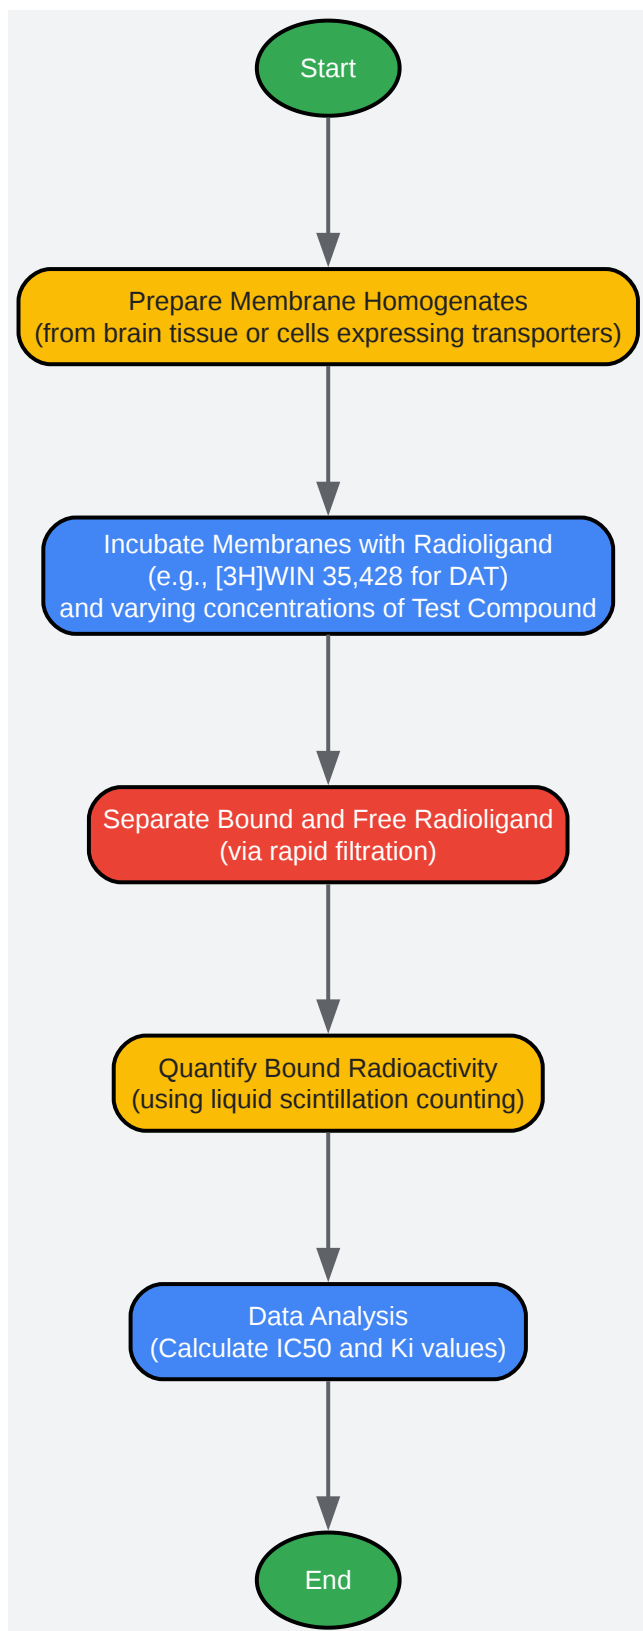 Start
Prepare Membrane Homogenates
(from brain tissue or cells expressing transporters)
Incubate Membranes with Radioligand
(e.g., [3H]WIN 35,428 for DAT)
and varying concentrations of Test Compound
Separate Bound and Free Radioligand
(via rapid filtration)
Quantify Bound Radioactivity
(using liquid scintillation counting)
Data Analysis
(Calculate IC50 and Ki values)
End